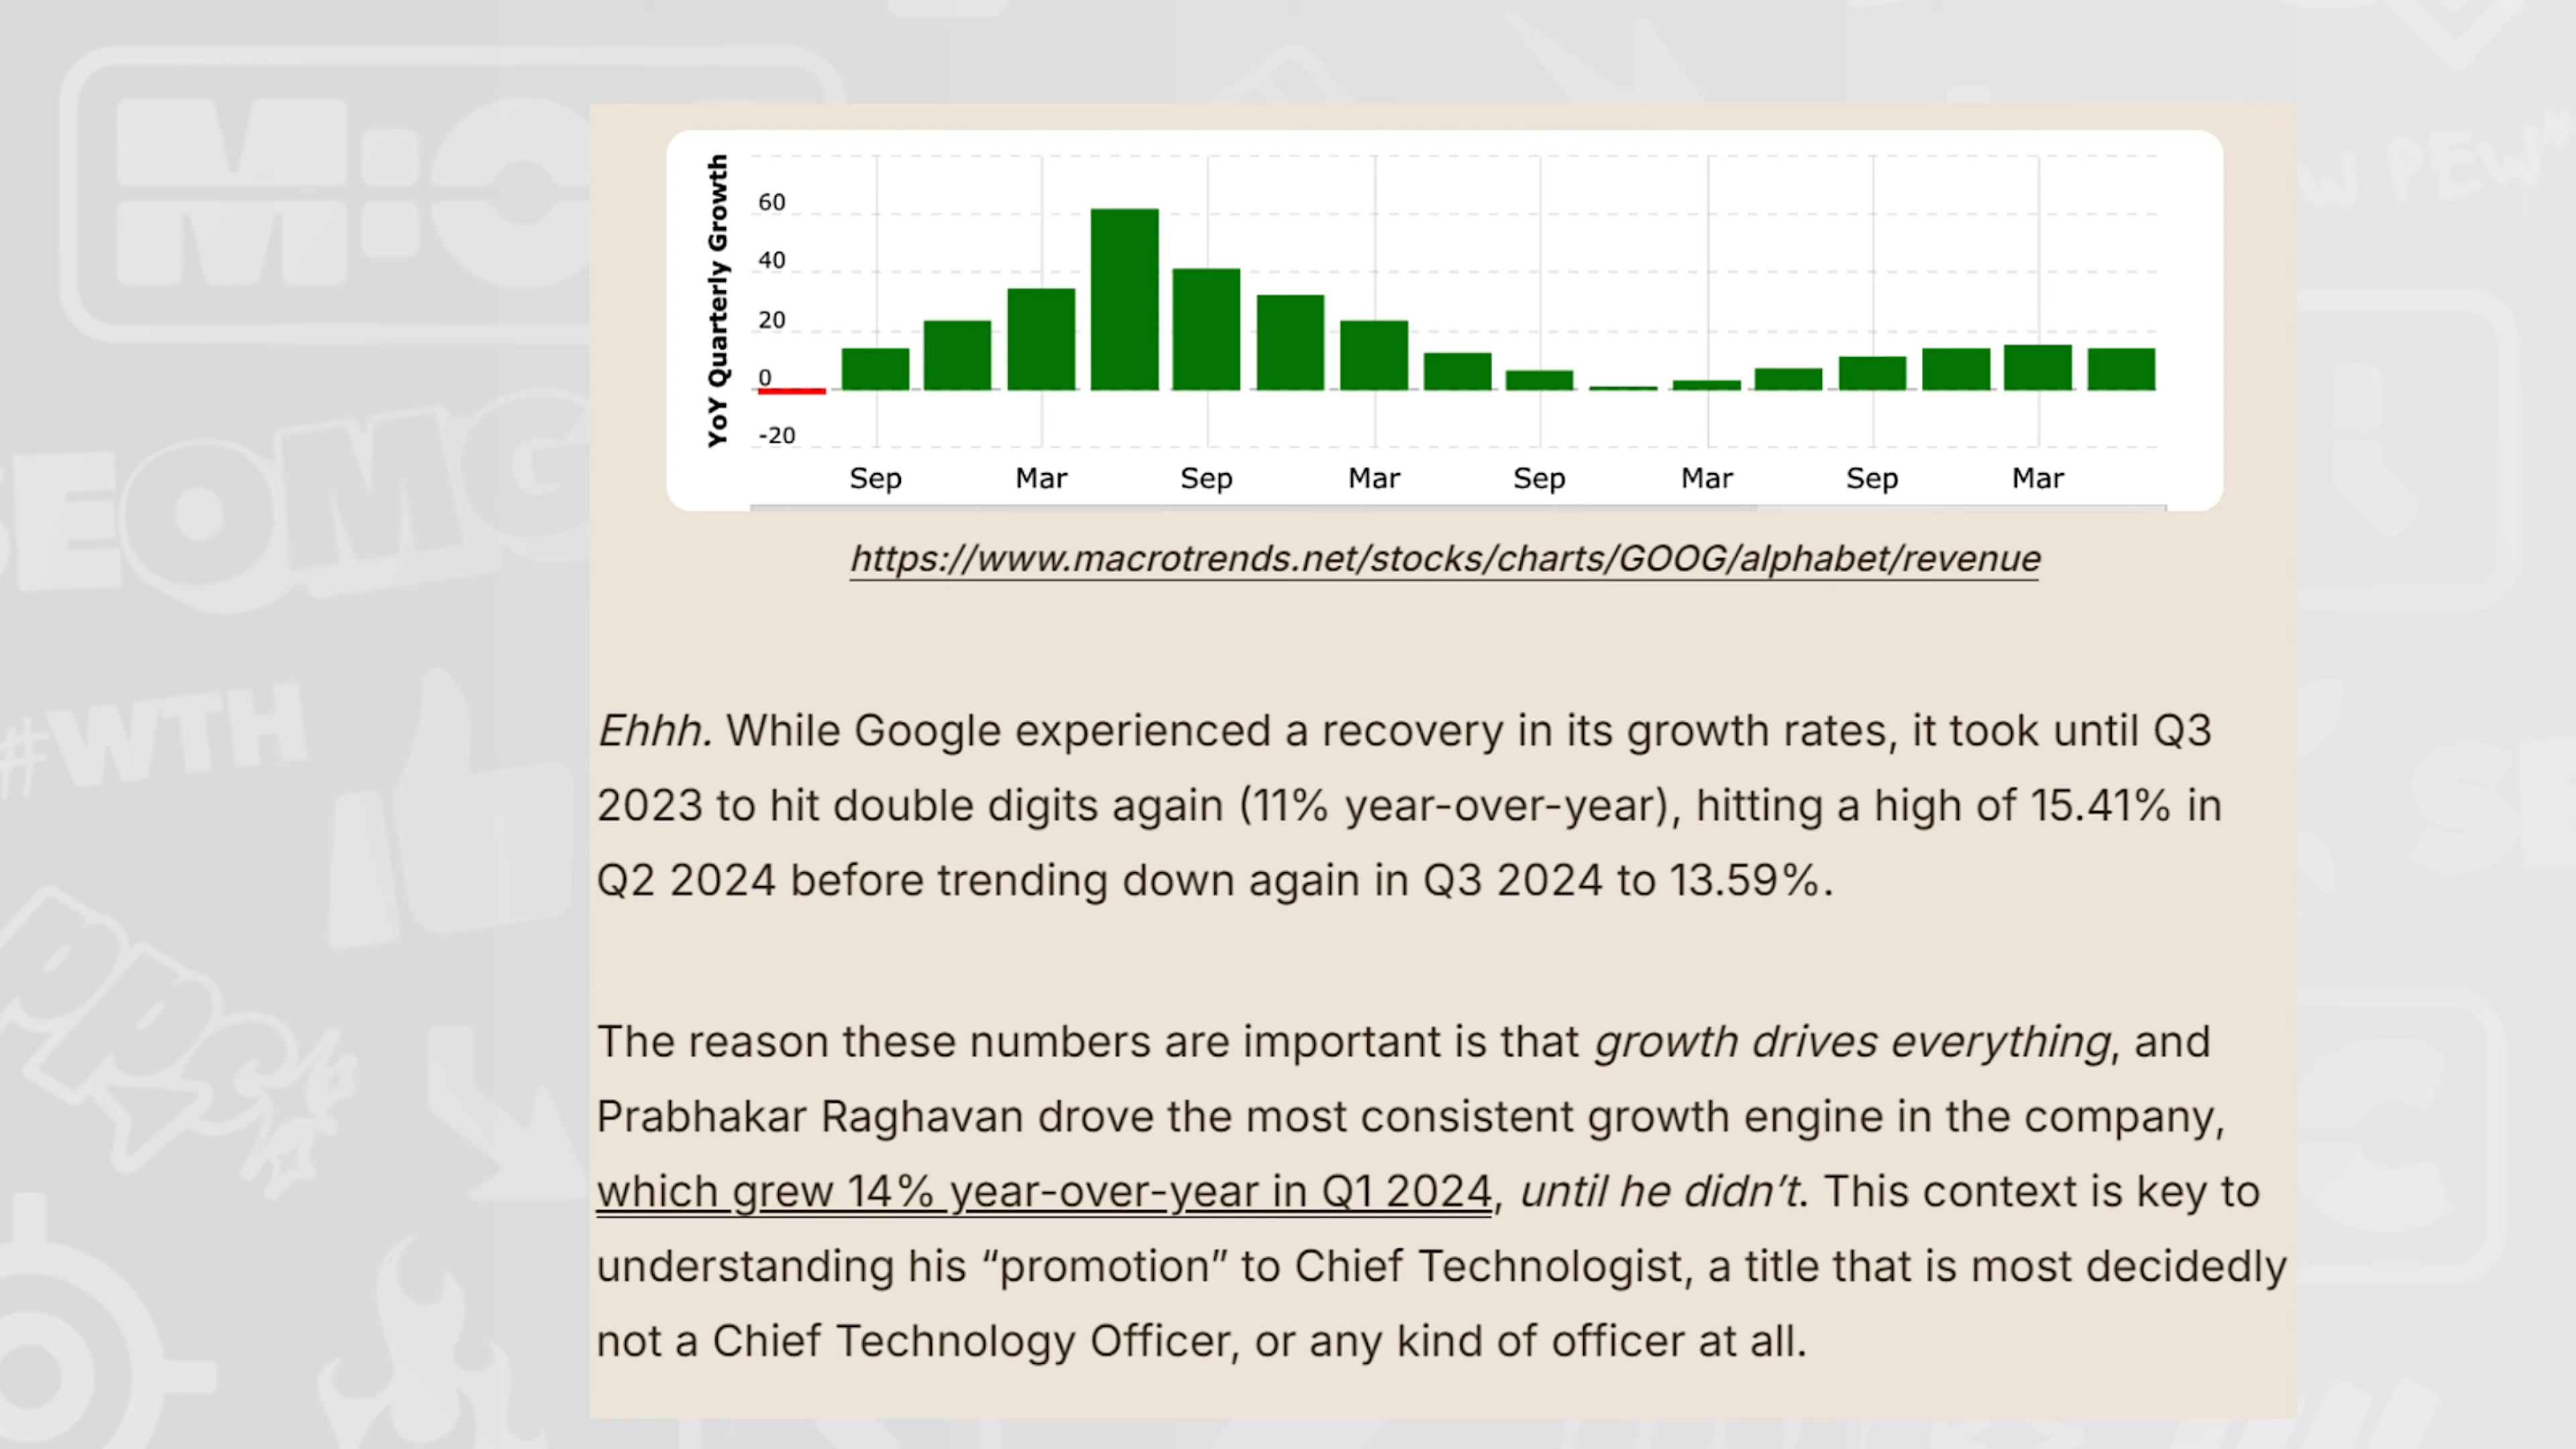 YoY Quarterly Growth
60
40
20
0
-20
Sep Mar Sep Mar Sep Mar Sep Mar
https://www.macrotrends.net/stocks/charts/GOOG/alphabet/revenue
Ehhh. While Google experienced a recovery in its growth rates, it took until Q3
2023 to hit double digits again (11% year-over-year), hitting a high of 15.41% in
Q2 2024 before trending down again in Q3 2024 to 13.59%.
The reason these numbers are important is that growth drives everything, and
Prabhakar Raghavan drove the most consistent growth engine in the company,
which grew 14% year-over-year in Q1 2024, until he didn’t. This context is key to
understanding his “promotion” to Chief Technologist, a title that is most decidedly
not a Chief Technology Officer, or any kind of officer at all.
SEOMG
#WTH
PPC
PEW”